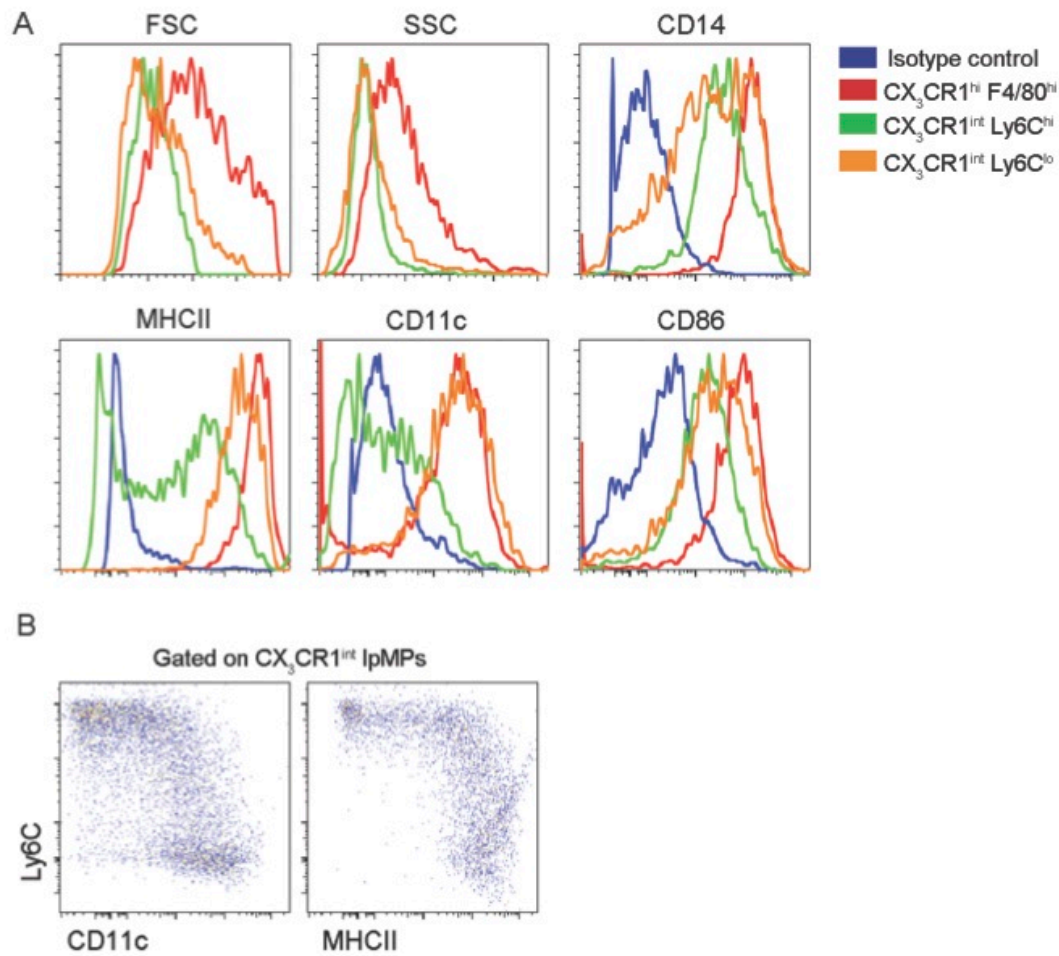 A
FSC
SSC
CD14
Isotype control
CX₃CR1ʰⁱ F4/80ʰⁱ
CX₃CR1ⁱⁿᵗ Ly6Cʰⁱ
CX₃CR1ⁱⁿᵗ Ly6Cˡᵒ
MHCII
CD11c
CD86
B
Gated on CX₃CR1ⁱⁿᵗ lpMPs
Ly6C
CD11c
MHCII